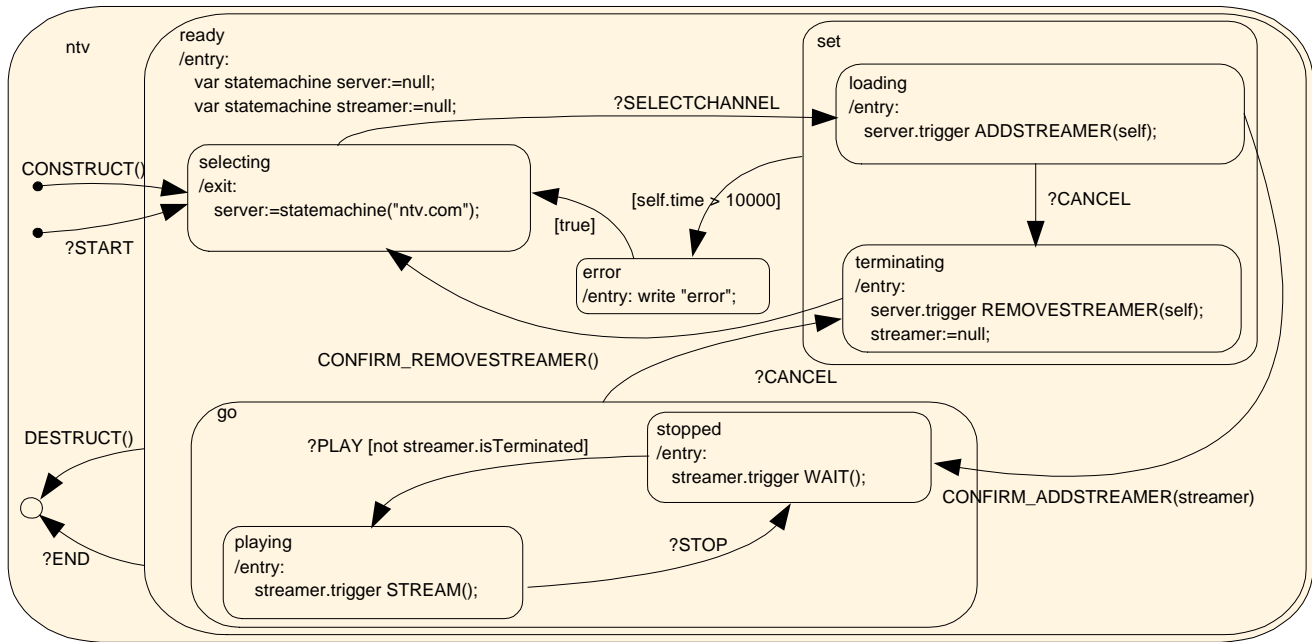 ntv
ready
/entry:
var statemachine server:=null;
var statemachine streamer:=null;
set
loading
/entry:
server.trigger ADDSTREAMER(self);
?SELECTCHANNEL
CONSTRUCT()
?START
selecting
/exit:
server:=statemachine("ntv.com");
[true]
[self.time > 10000]
?CANCEL
error
/entry: write "error";
terminating
/entry:
server.trigger REMOVESTREAMER(self);
streamer:=null;
CONFIRM_REMOVESTREAMER()
?CANCEL
go
DESTRUCT()
?PLAY [not streamer.isTerminated]
stopped
/entry:
streamer.trigger WAIT();
CONFIRM_ADDSTREAMER(streamer)
?END
playing
/entry:
streamer.trigger STREAM();
?STOP